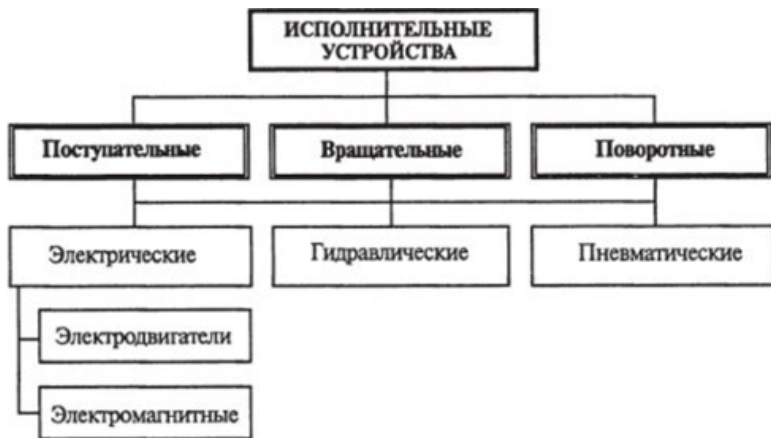 ИСПОЛНИТЕЛЬНЫЕ
УСТРОЙСТВА
Поступательные
Вращательные
Поворотные
Электрические
Гидравлические
Пневматические
Электродвигатели
Электромагнитные